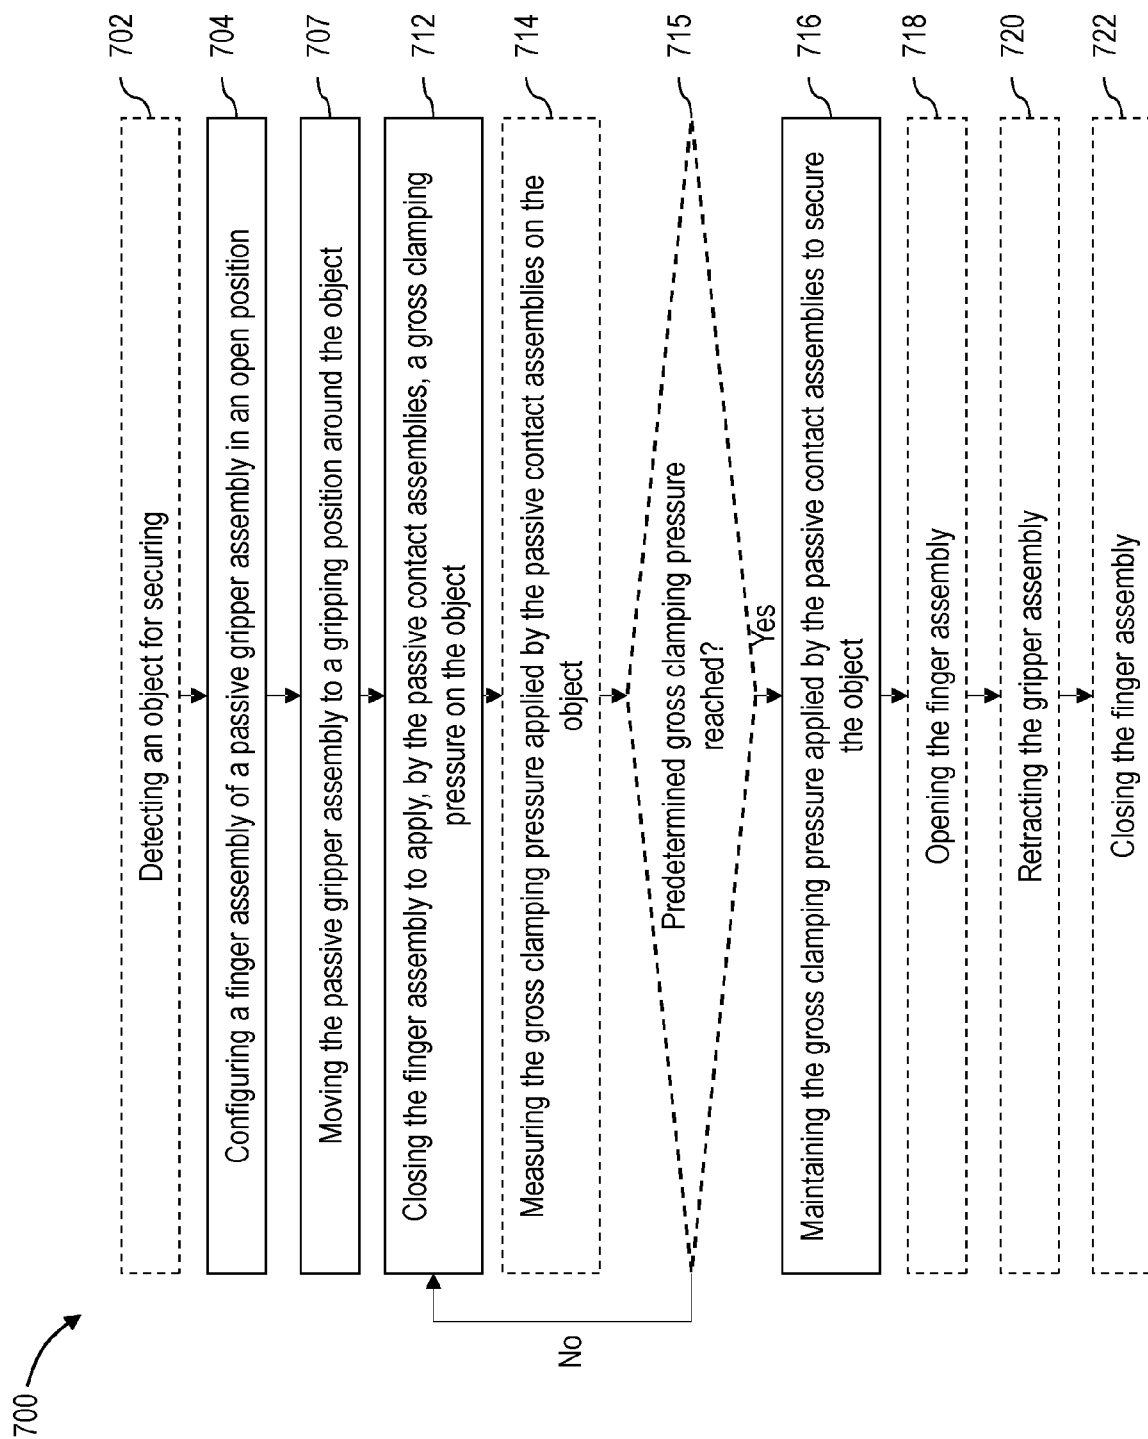 700
702
Detecting an object for securing
704
Configuring a finger assembly of a passive gripper assembly in an open position
707
Moving the passive gripper assembly to a gripping position around the object
712
Closing the finger assembly to apply, by the passive contact assemblies, a gross clamping
pressure on the object
714
Measuring the gross clamping pressure applied by the passive contact assemblies on the
object
715
Predetermined gross clamping pressure
reached?
No
Yes
716
Maintaining the gross clamping pressure applied by the passive contact assemblies to secure
the object
718
Opening the finger assembly
720
Retracting the gripper assembly
722
Closing the finger assembly